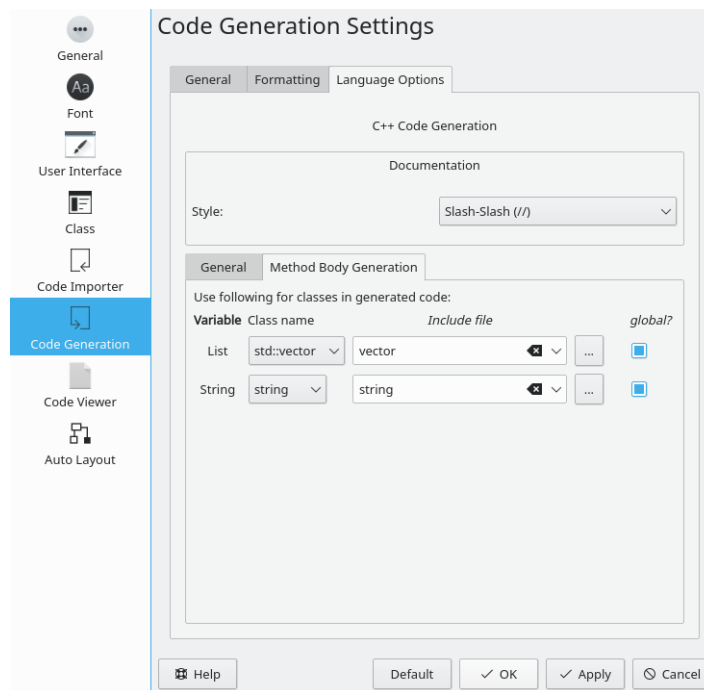 Code Generation Settings
General
Font
User Interface
Class
Code Importer
Code Generation
Code Viewer
Auto Layout
General Formatting Language Options
C++ Code Generation
Documentation
Style: Slash-Slash (//)
General Method Body Generation
Use following for classes in generated code:
Variable Class name Include file global?
List std::vector vector ...
String string string ...
Help Default OK Apply Cancel
Aa